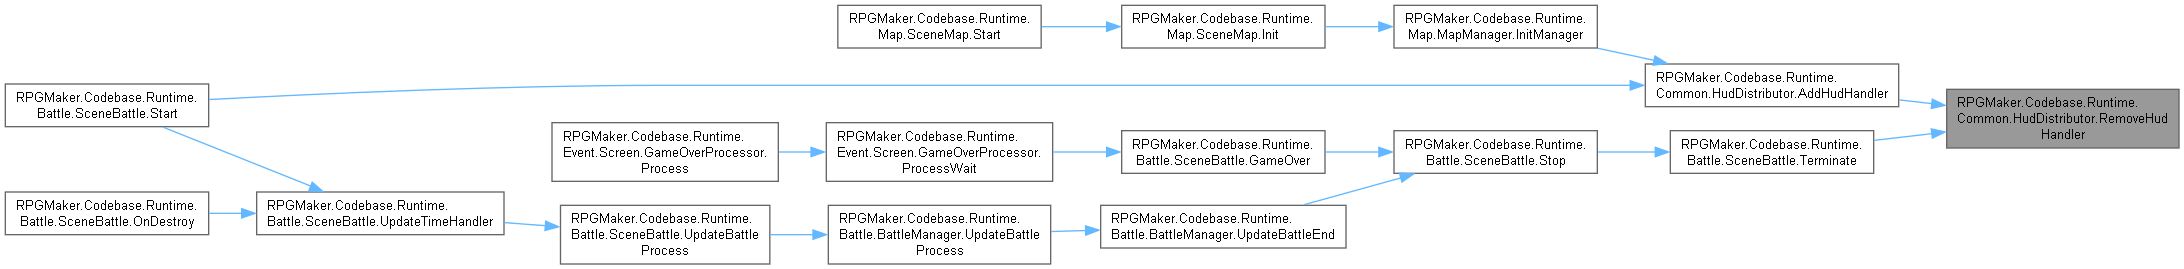 RPGMaker.Codebase.Runtime.
Map.SceneMap.Start
RPGMaker.Codebase.Runtime.
Map.SceneMap.Init
RPGMaker.Codebase.Runtime.
Map.MapManager.InitManager
RPGMaker.Codebase.Runtime.
Battle.SceneBattle.Start
RPGMaker.Codebase.Runtime.
Common.HudDistributor.AddHudHandler
RPGMaker.Codebase.Runtime.
Common.HudDistributor.RemoveHud
Handler
RPGMaker.Codebase.Runtime.
Event.Screen.GameOverProcessor.
Process
RPGMaker.Codebase.Runtime.
Event.Screen.GameOverProcessor.
ProcessWait
RPGMaker.Codebase.Runtime.
Battle.SceneBattle.GameOver
RPGMaker.Codebase.Runtime.
Battle.SceneBattle.Stop
RPGMaker.Codebase.Runtime.
Battle.SceneBattle.Terminate
RPGMaker.Codebase.Runtime.
Battle.SceneBattle.OnDestroy
RPGMaker.Codebase.Runtime.
Battle.SceneBattle.UpdateTimeHandler
RPGMaker.Codebase.Runtime.
Battle.SceneBattle.UpdateBattle
Process
RPGMaker.Codebase.Runtime.
Battle.BattleManager.UpdateBattle
Process
RPGMaker.Codebase.Runtime.
Battle.BattleManager.UpdateBattleEnd